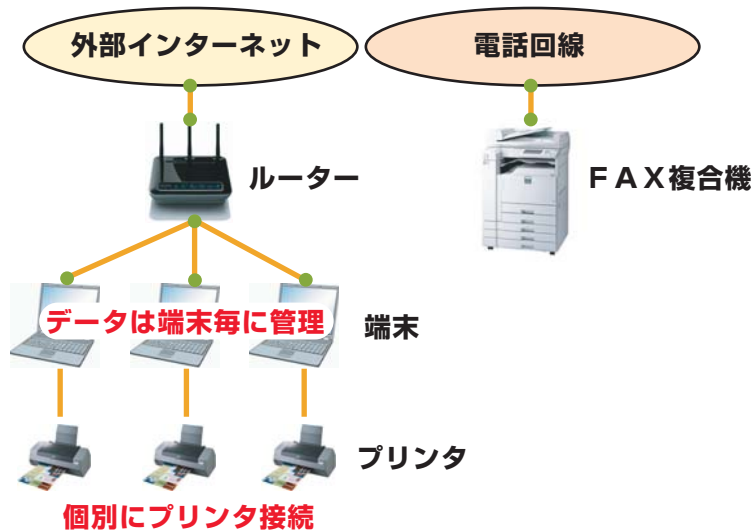 外部インターネット
電話回線
ルーター
ＦＡＸ複合機
データは端末毎に管理
端末
プリンタ
個別にプリンタ接続